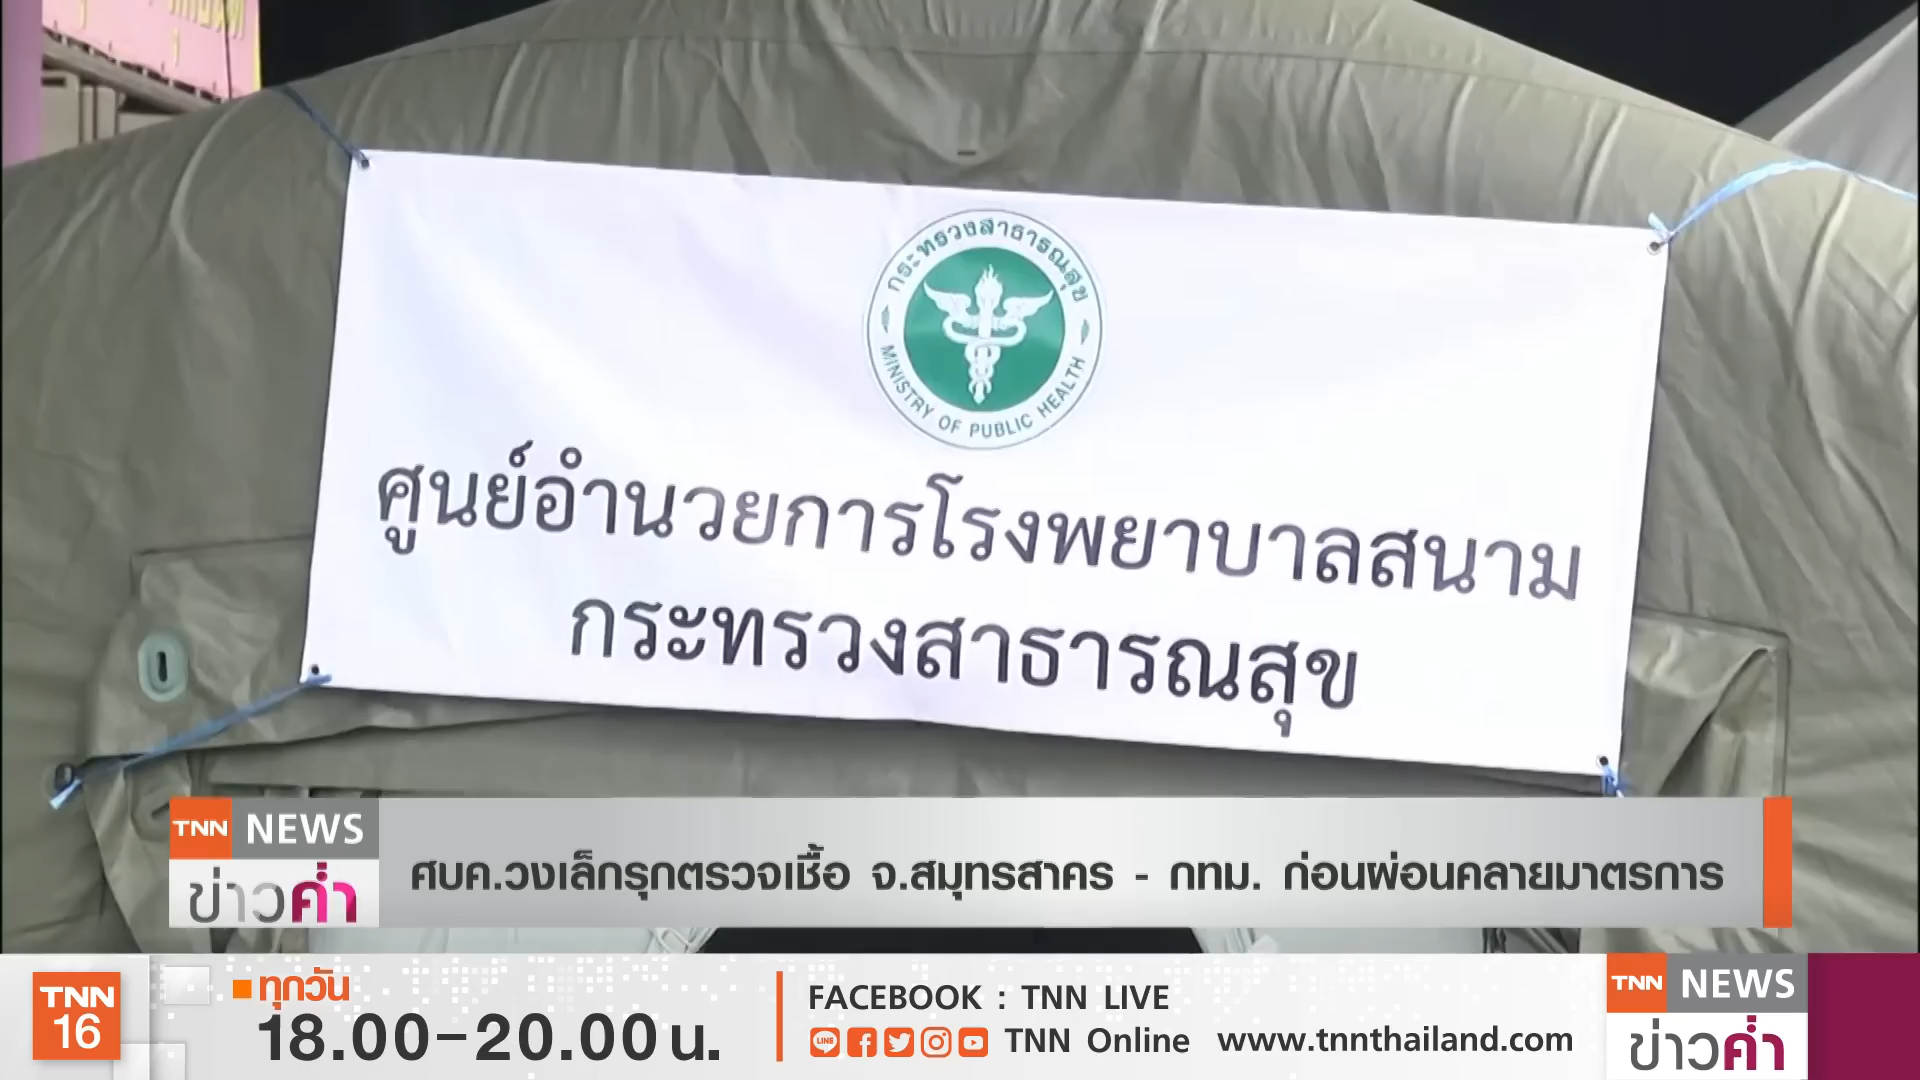 กระทรวงสาธารณสุข
MINISTRY OF PUBLIC HEALTH
ศูนย์อำนวยการโรงพยาบาลสนาม
กระทรวงสาธารณสุข
TNN NEWS
ข่าวค่ำ
ศบค.วงเล็กรุกตรวจเชื้อ จ.สมุทรสาคร - กทม. ก่อนผ่อนคลายมาตรการ
TNN
16
ทุกวัน
18.00-20.00 น.
FACEBOOK : TNN LIVE
LINE TNN Online www.tnnthailand.com
TNN NEWS
ข่าวค่ำ